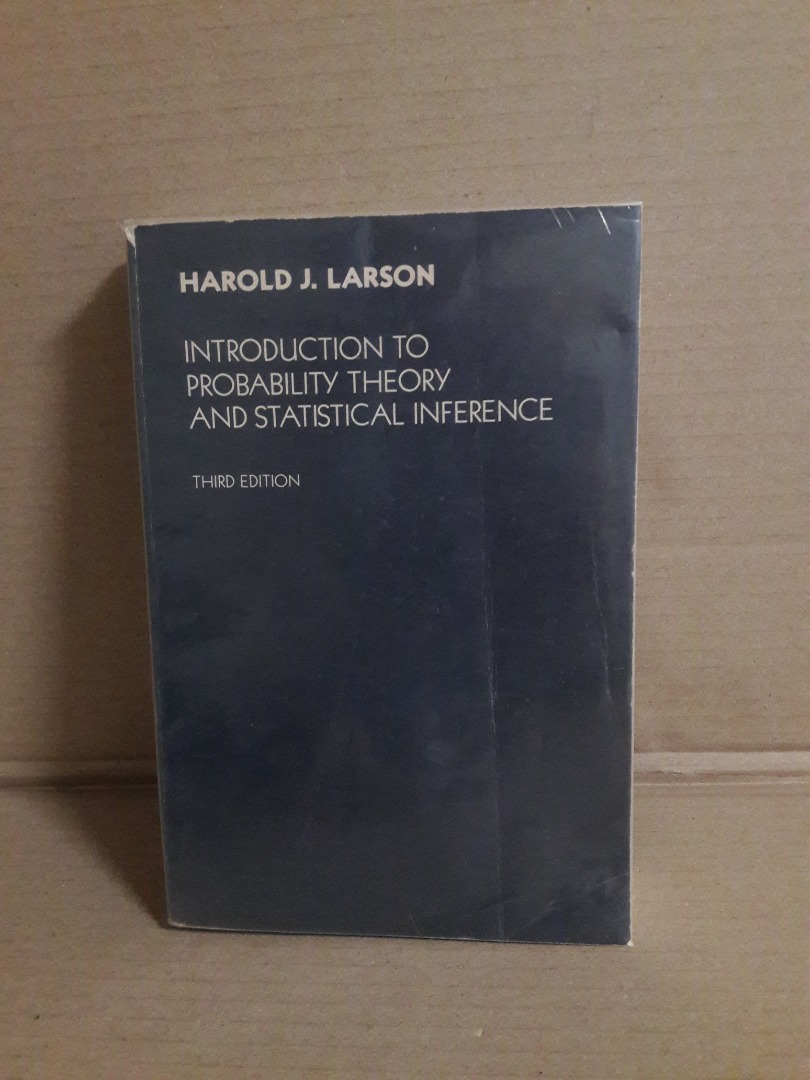 HAROLD J. LARSON
INTRODUCTION TO
PROBABILITY THEORY
AND STATISTICAL INFERENCE
THIRD EDITION